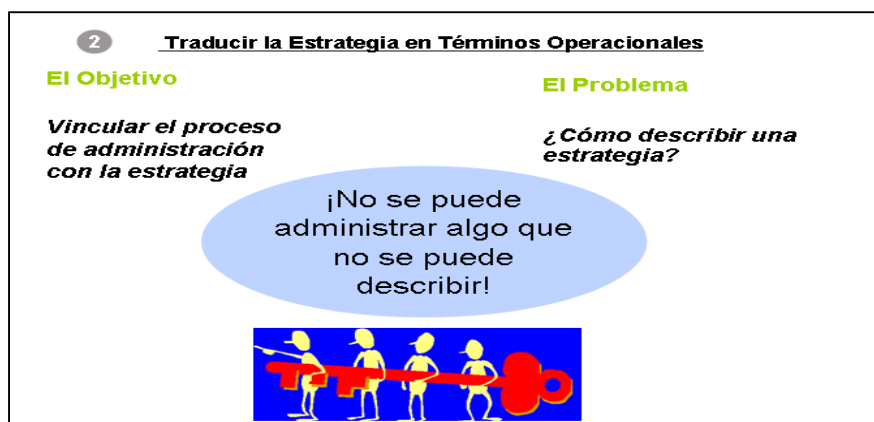 2
Traducir la Estrategia en Términos Operacionales
El Objetivo
Vincular el proceso
de administración
con la estrategia
El Problema
¿Cómo describir una
estrategia?
¡No se puede
administrar algo que
no se puede
describir!